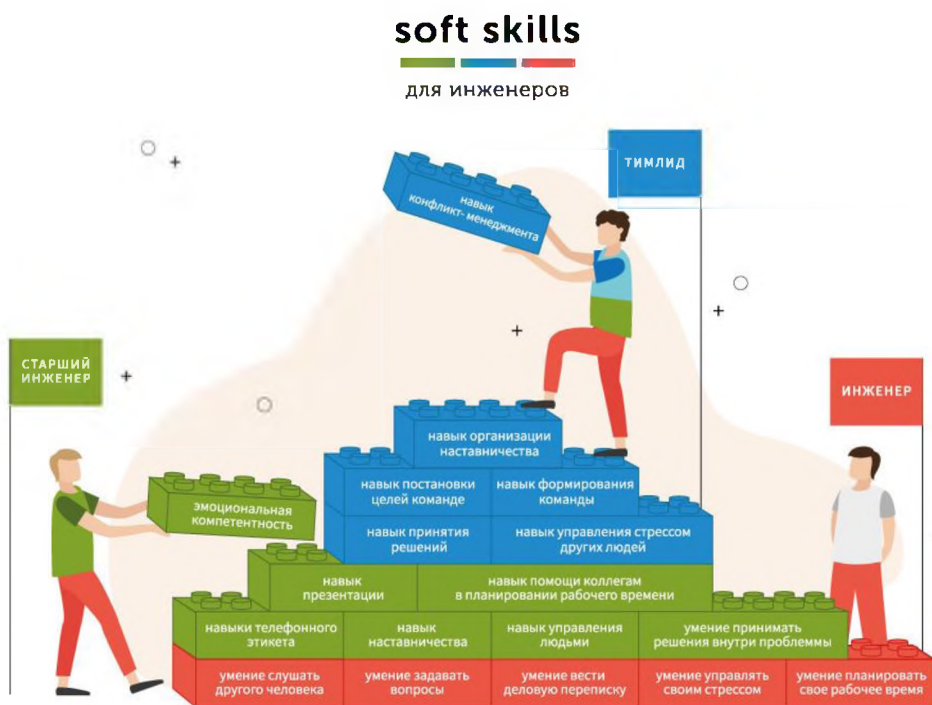 soft skills
для инженеров
ТИМЛИД
навык
конфликт- менеджмента
СТАРШИЙ
ИНЖЕНЕР
ИНЖЕНЕР
навык организации
наставничества
эмоциональная
компетентность
навык постановки
целей команде
навык формирования
команды
навык принятия
решений
навык управления стрессом
других людей
навык
презентации
навык помощи коллегам
в планировании рабочего времени
навыки телефонного
этикета
навык
наставничества
навык управления
людьми
умение принимать
решения внутри проблеммы
умение слушать
другого человека
умение задавать
вопросы
умение вести
деловую переписку
умение управлять
своим стрессом
умение планировать
свое рабочее время